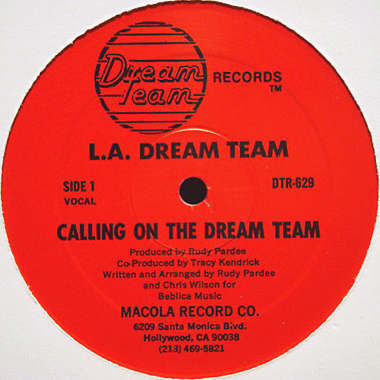 Dream
Team
RECORDS
TM
L.A. DREAM TEAM
SIDE 1
DTR-629
VOCAL
CALLING ON THE DREAM TEAM
Produced by Rudy Pardee
Co-Produced by Tracy Kendrick
Written and Arranged by Rudy Pardee
and Chris Wilson for
Beblica Music
MACOLA RECORD CO.
6209 Santa Monica Blvd.
Hollywood, CA 90038
(213) 469-5821